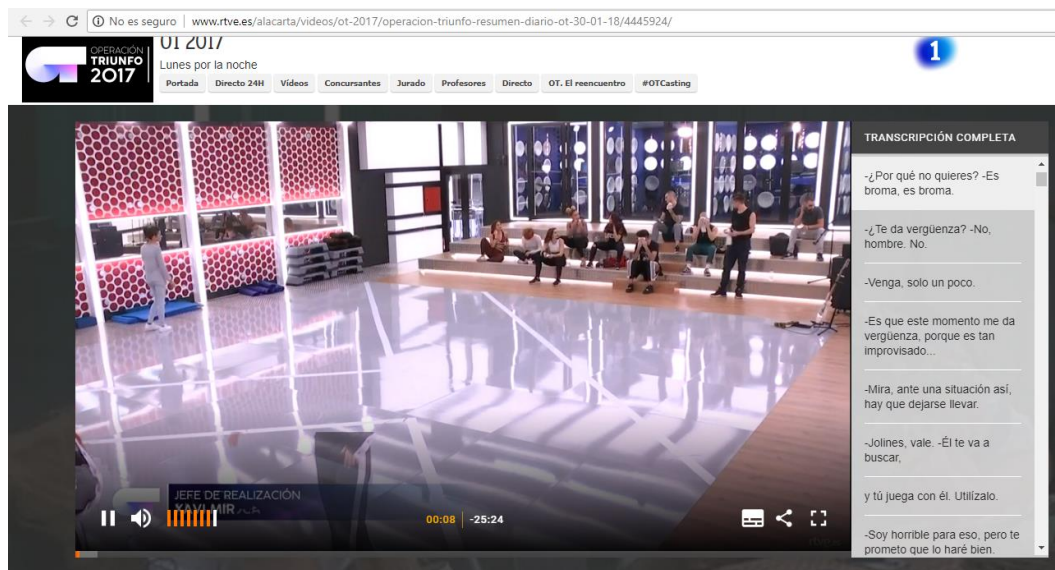 No es seguro | www.rtve.es/alacarta/videos/ot-2017/operacion-triunfo-resumen-diario-ot-30-01-18/4445924/
OPERACIÓN
TRIUNFO
2017
OT 2017
Lunes por la noche
1
Portada Directo 24H Vídeos Concursantes Jurado Profesores Directo OT. El reencuentro #OTCasting
TRANSCRIPCIÓN COMPLETA
-¿Por qué no quieres? -Es
broma, es broma.
-¿Te da vergüenza? -No,
hombre. No.
-Venga, solo un poco.
-Es que este momento me da
vergüenza, porque es tan
improvisado...
-Mira, ante una situación así,
hay que dejarse llevar.
-Jolines, vale. -Él te va a
buscar,
y tú juega con él. Utilízalo.
-Soy horrible para eso, pero te
prometo que lo haré bien.
JEFE DE REALIZACIÓN
XAVI MIR
00:08 | -25:24